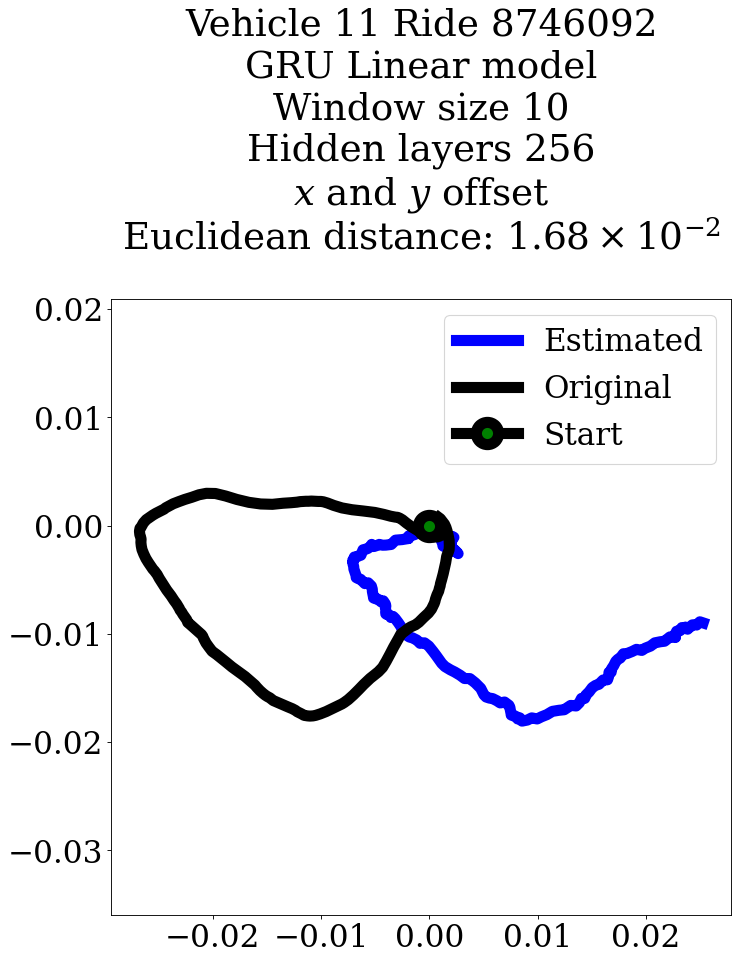 Vehicle 11 Ride 8746092
GRU Linear model
Window size 10
Hidden layers 256
x and y offset
Euclidean distance: 1.68 × 10⁻²
Estimated
Original
Start
0.02
0.01
0.00
−0.01
−0.02
−0.03
−0.02 −0.01 0.00 0.01 0.02